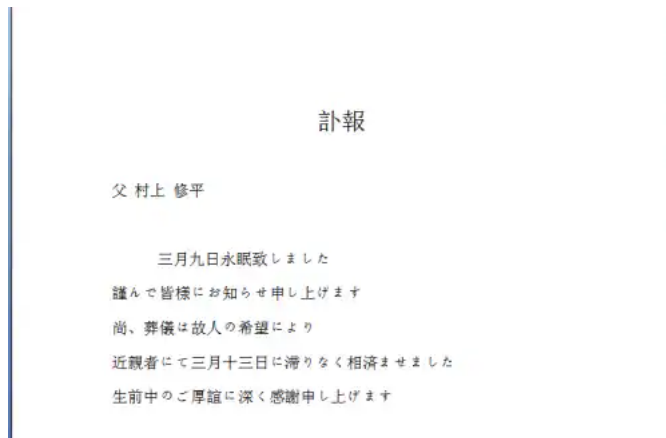 訃報
父 村上 修平
三月九日永眠致しました
謹んで皆様にお知らせ申し上げます
尚、葬儀は故人の希望により
近親者にて三月十三日に滞りなく相済ませました
生前中のご厚誼に深く感謝申し上げます